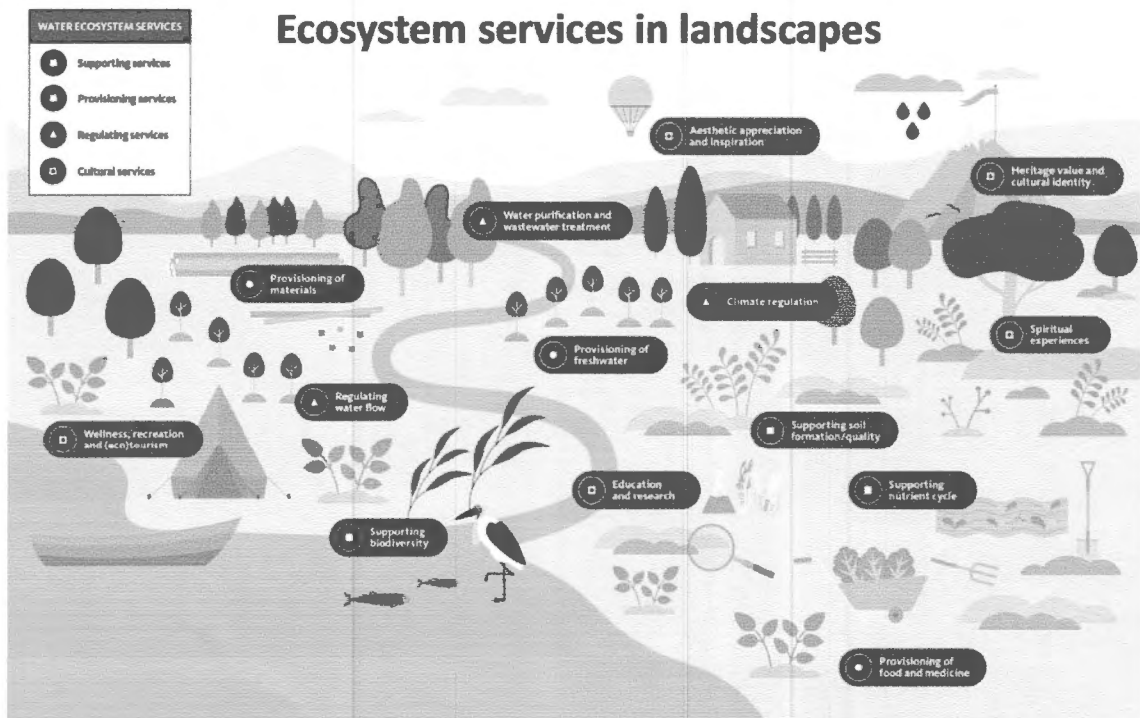 Ecosystem services in landscapes
WATER ECOSYSTEM SERVICES
Supporting services
Provisioning services
Regulating services
Cultural services
Aesthetic appreciation
and inspiration
Heritage value and
cultural identity
Water purification and
wastewater treatment
Provisioning of
materials
Climate regulation
Provisioning of
freshwater
Spiritual
experiences
Regulating
water flow
Wellness, recreation
and (eco)tourism
Supporting soil
formation/quality
Education
and research
Supporting
nutrient cycle
Supporting
biodiversity
Provisioning of
food and medicine